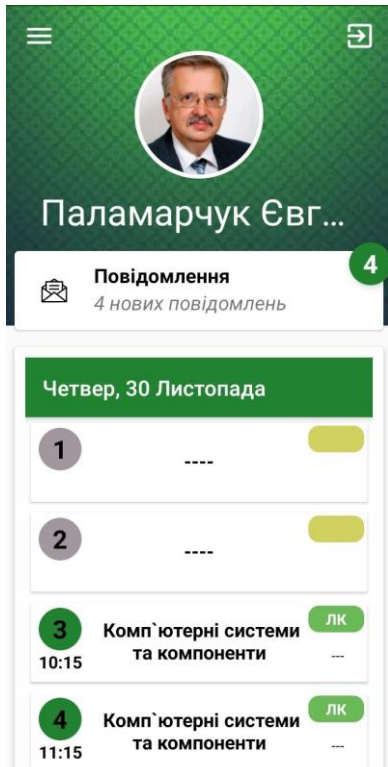 Паламарчук Євг...
4
Повідомлення
4 нових повідомлень
Четвер, 30 Листопада
1
----
2
----
3
10:15
Комп`ютерні системи
та компоненти
ЛК
---
4
11:15
Комп`ютерні системи
та компоненти
ЛК
---